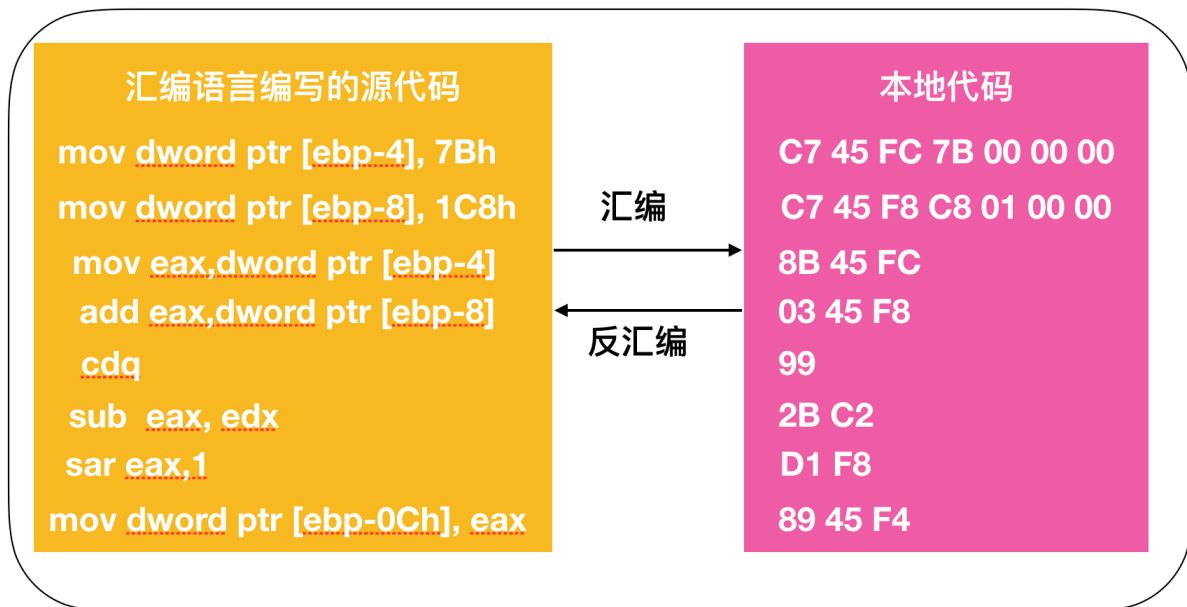 汇编语言编写的源代码
mov dword ptr [ebp-4], 7Bh
mov dword ptr [ebp-8], 1C8h
mov eax,dword ptr [ebp-4]
add eax,dword ptr [ebp-8]
cdq
sub eax, edx
sar eax,1
mov dword ptr [ebp-0Ch], eax
汇编
反汇编
本地代码
C7 45 FC 7B 00 00 00
C7 45 F8 C8 01 00 00
8B 45 FC
03 45 F8
99
2B C2
D1 F8
89 45 F4